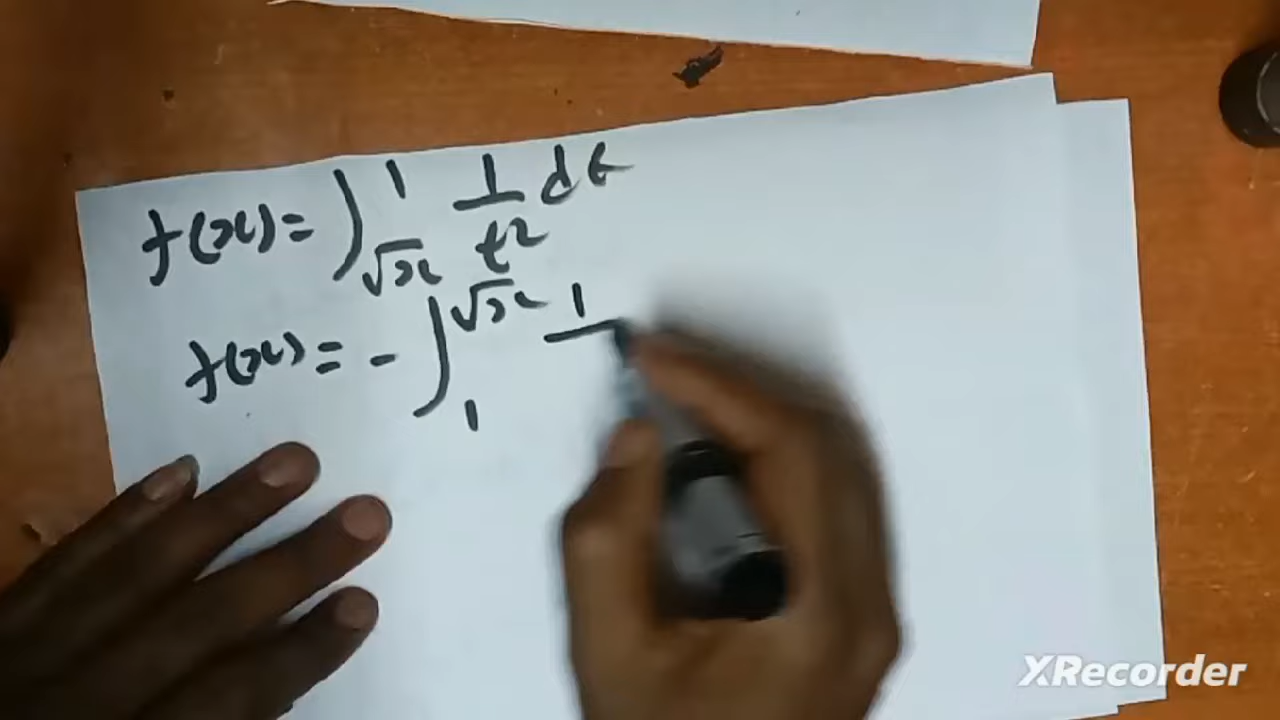 f(x) = ∫_{√x}^{1} 1/t² dt
f(x) = - ∫_{1}^{√x} 1/
XRecorder